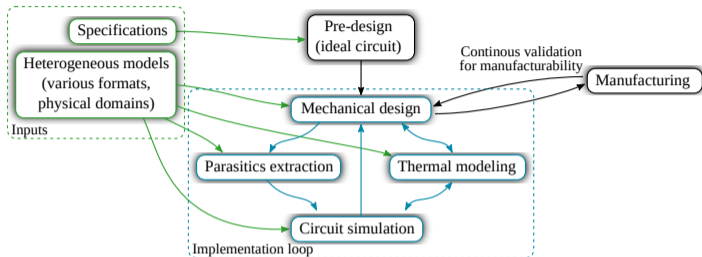 Specifications
Pre-design
(ideal circuit)
Heterogeneous models
(various formats,
physical domains)
Inputs
Continous validation
for manufacturability
Manufacturing
Mechanical design
Parasitics extraction
Thermal modeling
Circuit simulation
Implementation loop